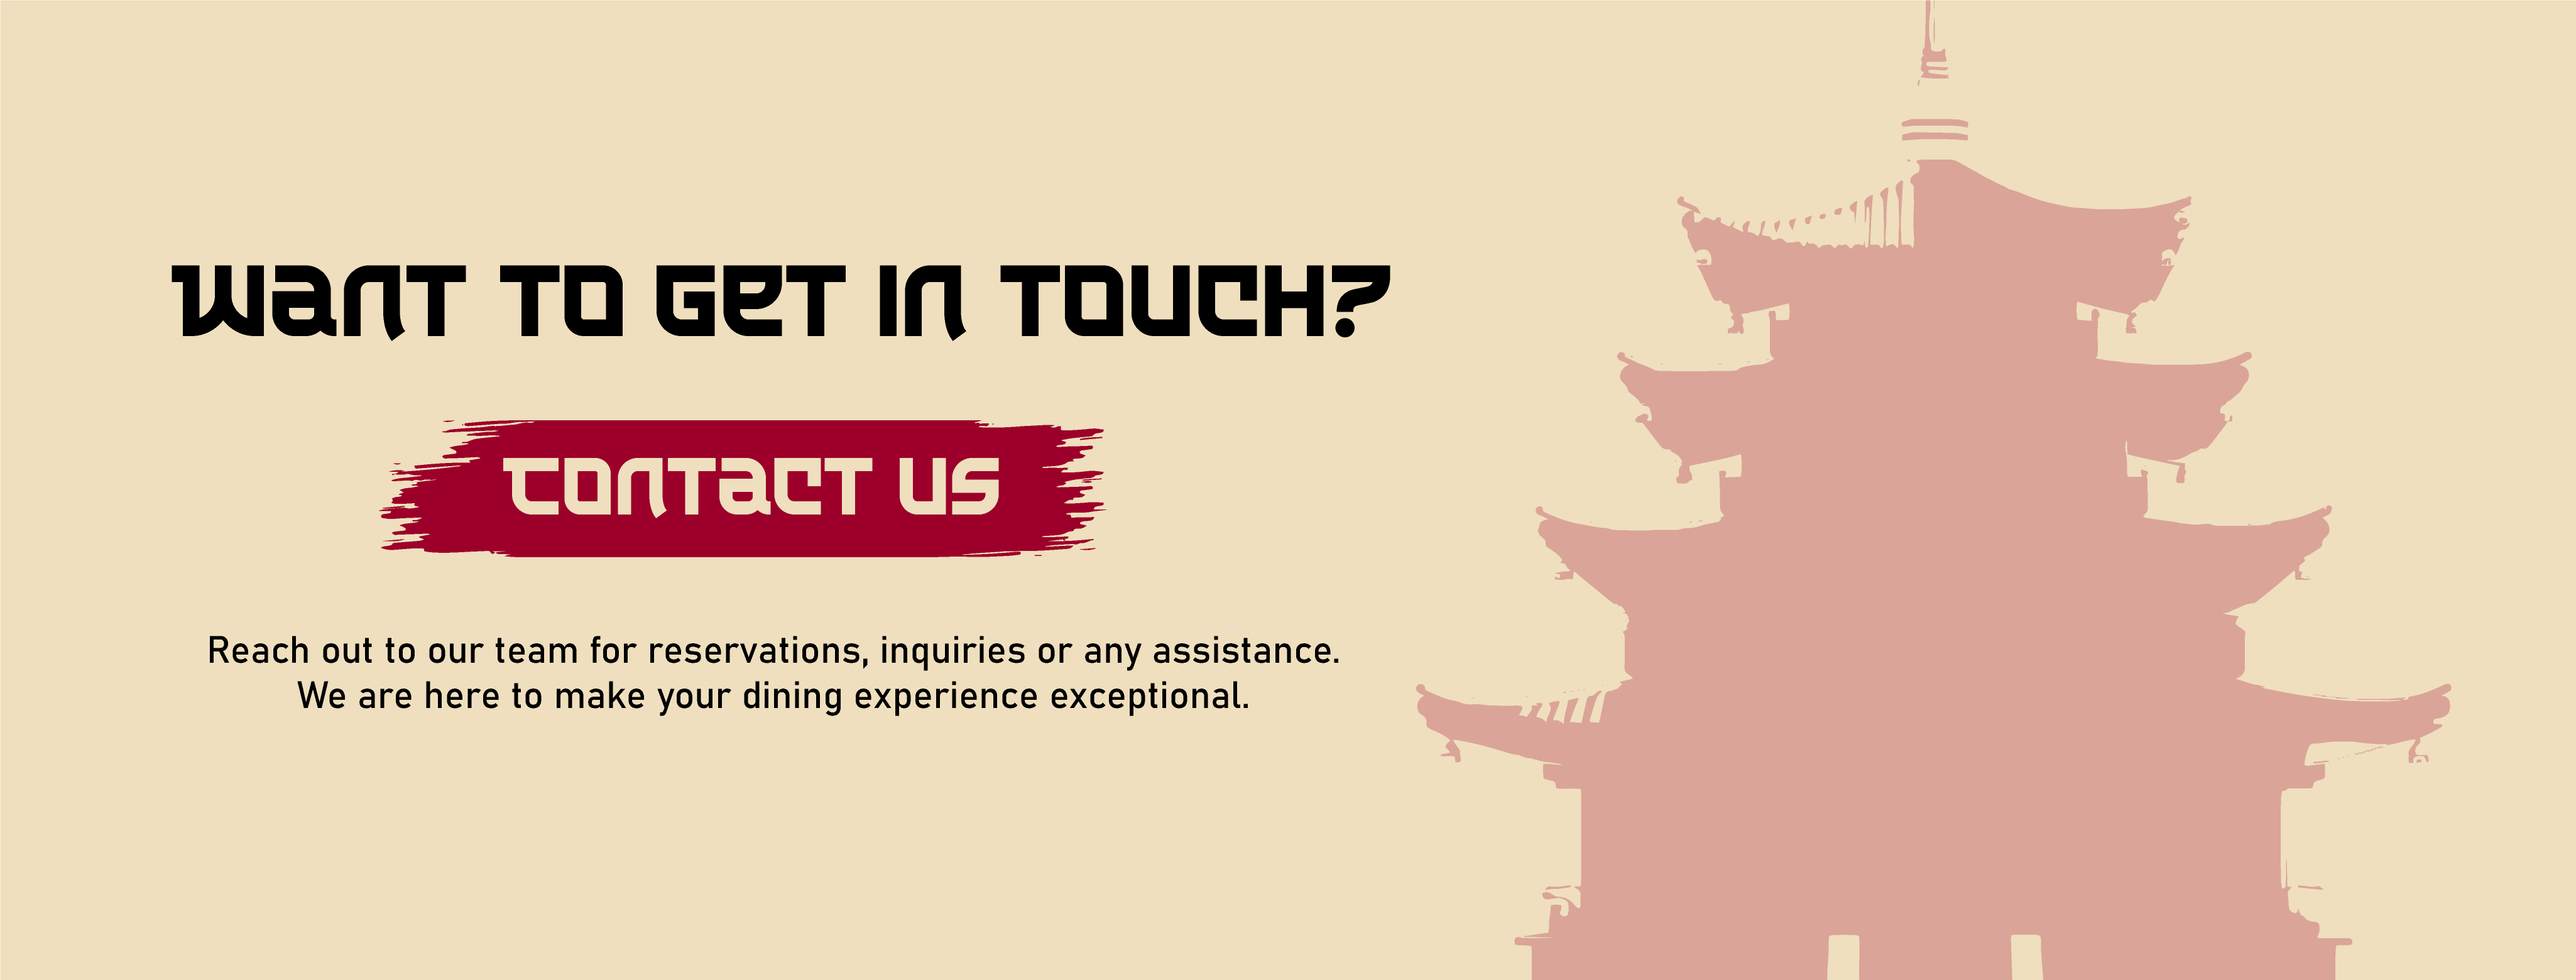 WANT TO GET IN TOUCH?
CONTACT US
Reach out to our team for reservations, inquiries or any assistance.
We are here to make your dining experience exceptional.